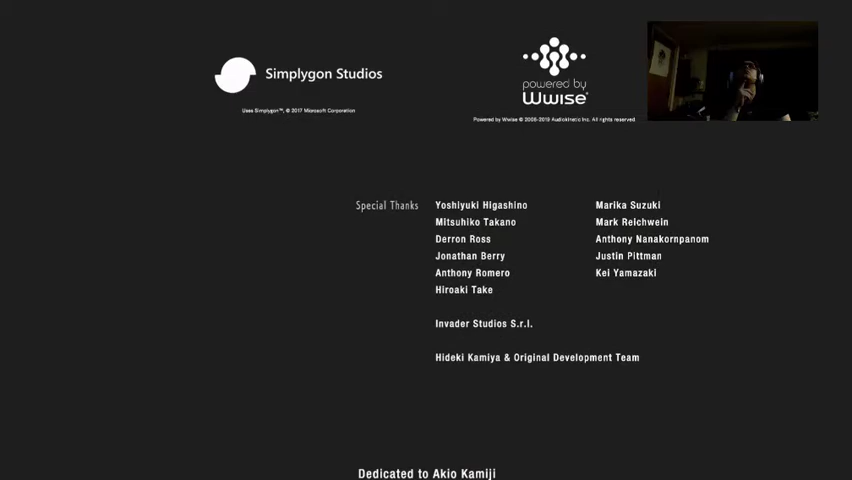 Simplygon Studios
Uses Simplygon™, © 2017 Microsoft Corporation
powered by
Wwise®
Powered by Wwise © 2006-2019 Audiokinetic Inc. All rights reserved.
Special Thanks
Yoshiyuki Higashino
Marika Suzuki
Mitsuhiko Takano
Mark Reichwein
Derron Ross
Anthony Nanakornpanom
Jonathan Berry
Justin Pittman
Anthony Romero
Kei Yamazaki
Hiroaki Take
Invader Studios S.r.l.
Hideki Kamiya & Original Development Team
Dedicated to Akio Kamiji